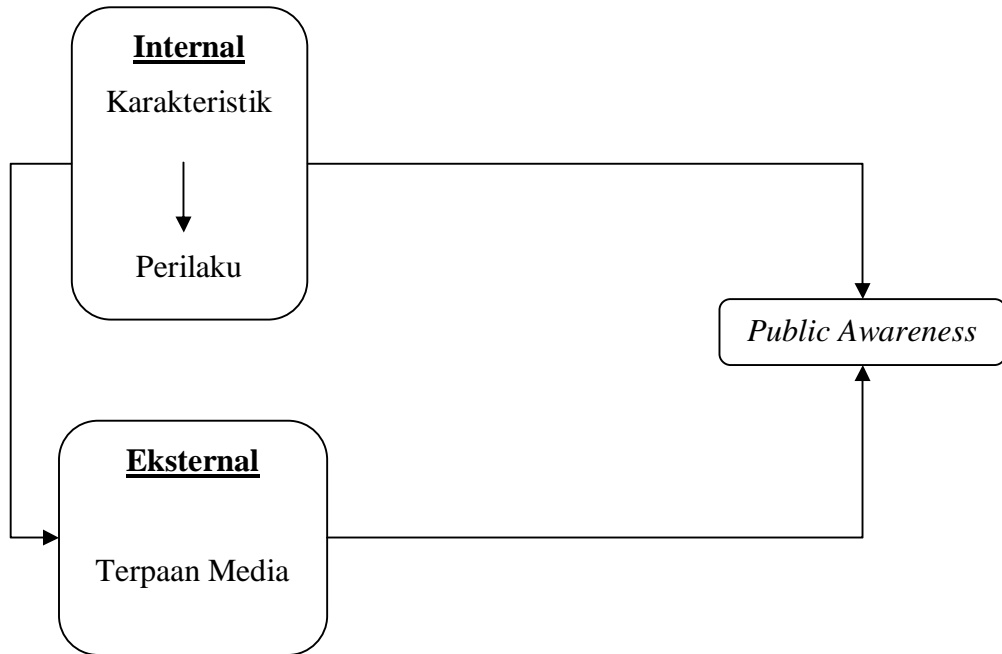 Internal
Karakteristik
Perilaku
Public Awareness
Eksternal
Terpaan Media